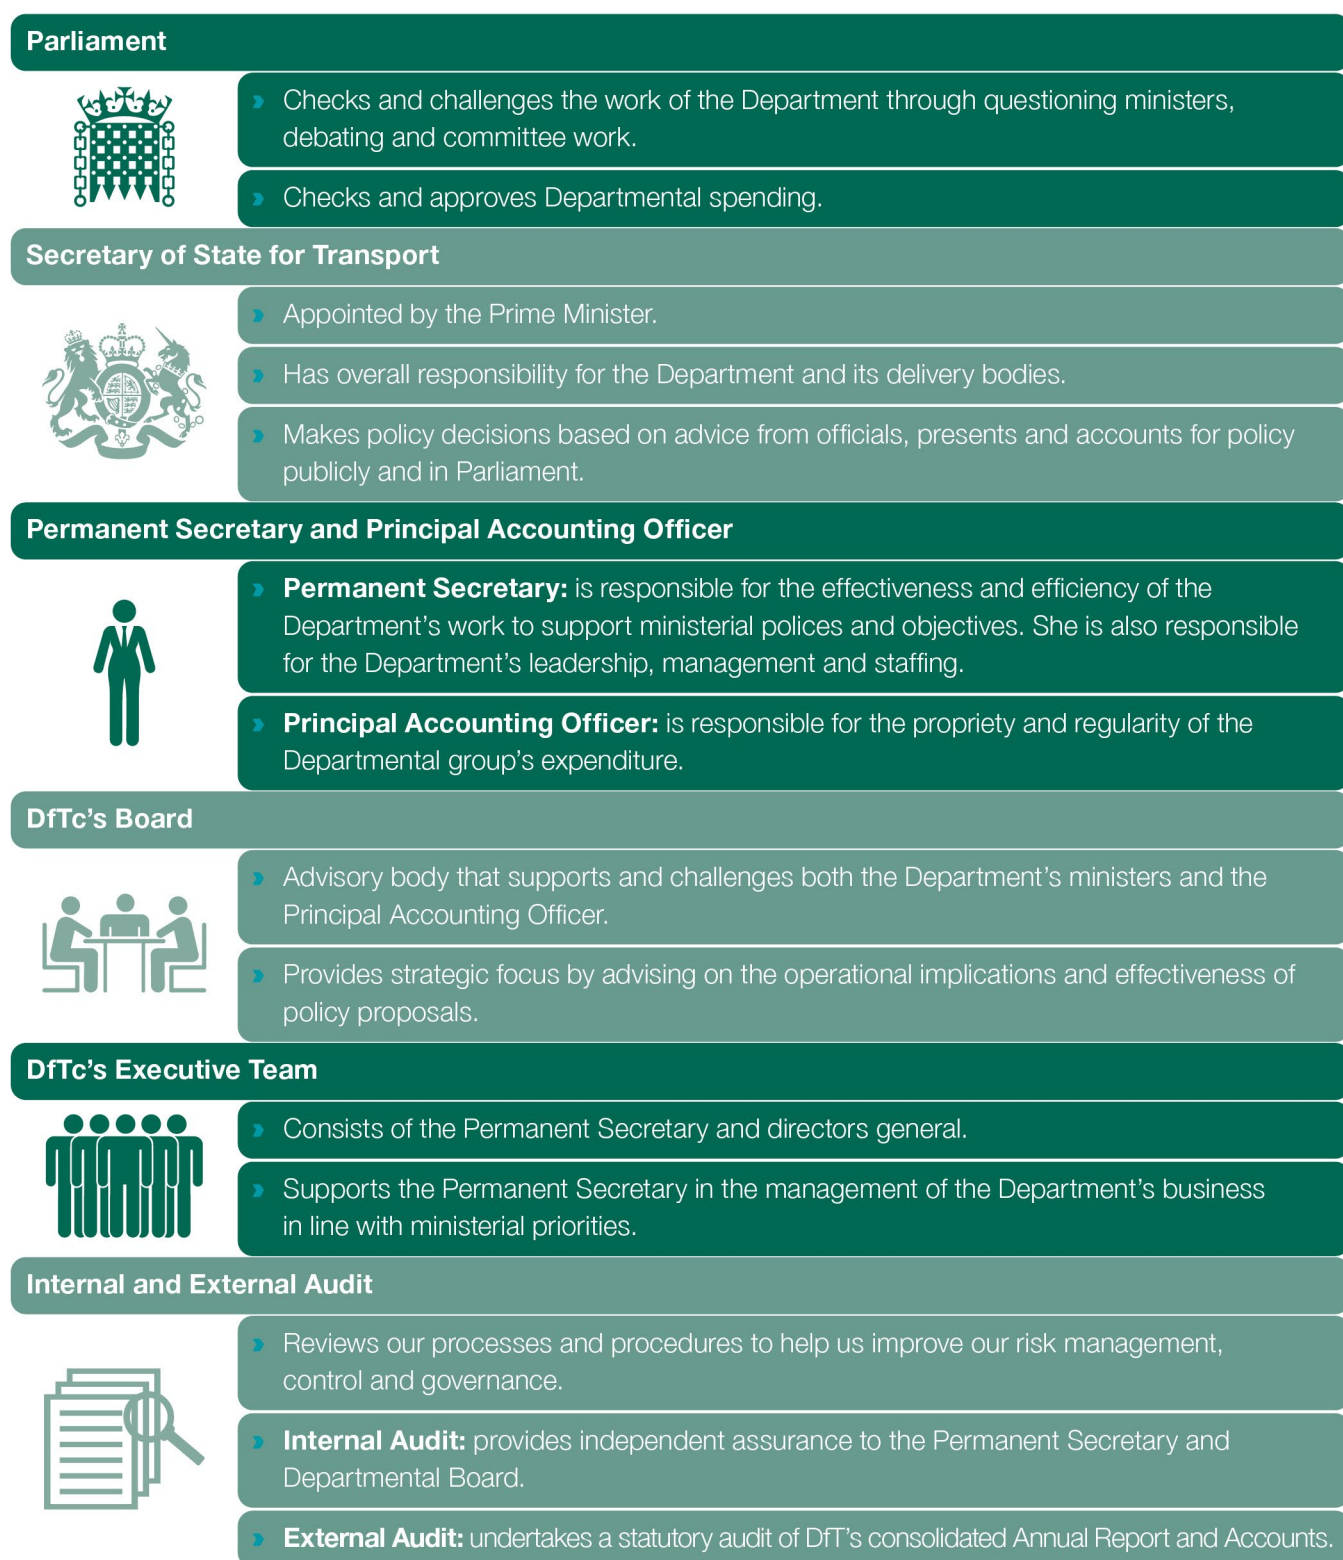 Parliament
Checks and challenges the work of the Department through questioning ministers,
debating and committee work.
Checks and approves Departmental spending.
Secretary of State for Transport
Appointed by the Prime Minister.
Has overall responsibility for the Department and its delivery bodies.
Makes policy decisions based on advice from officials, presents and accounts for policy
publicly and in Parliament.
Permanent Secretary and Principal Accounting Officer
Permanent Secretary: is responsible for the effectiveness and efficiency of the
Department’s work to support ministerial polices and objectives. She is also responsible
for the Department’s leadership, management and staffing.
Principal Accounting Officer: is responsible for the propriety and regularity of the
Departmental group’s expenditure.
DfTc’s Board
Advisory body that supports and challenges both the Department’s ministers and the
Principal Accounting Officer.
Provides strategic focus by advising on the operational implications and effectiveness of
policy proposals.
DfTc’s Executive Team
Consists of the Permanent Secretary and directors general.
Supports the Permanent Secretary in the management of the Department’s business
in line with ministerial priorities.
Internal and External Audit
Reviews our processes and procedures to help us improve our risk management,
control and governance.
Internal Audit: provides independent assurance to the Permanent Secretary and
Departmental Board.
External Audit: undertakes a statutory audit of DfT’s consolidated Annual Report and Accounts.